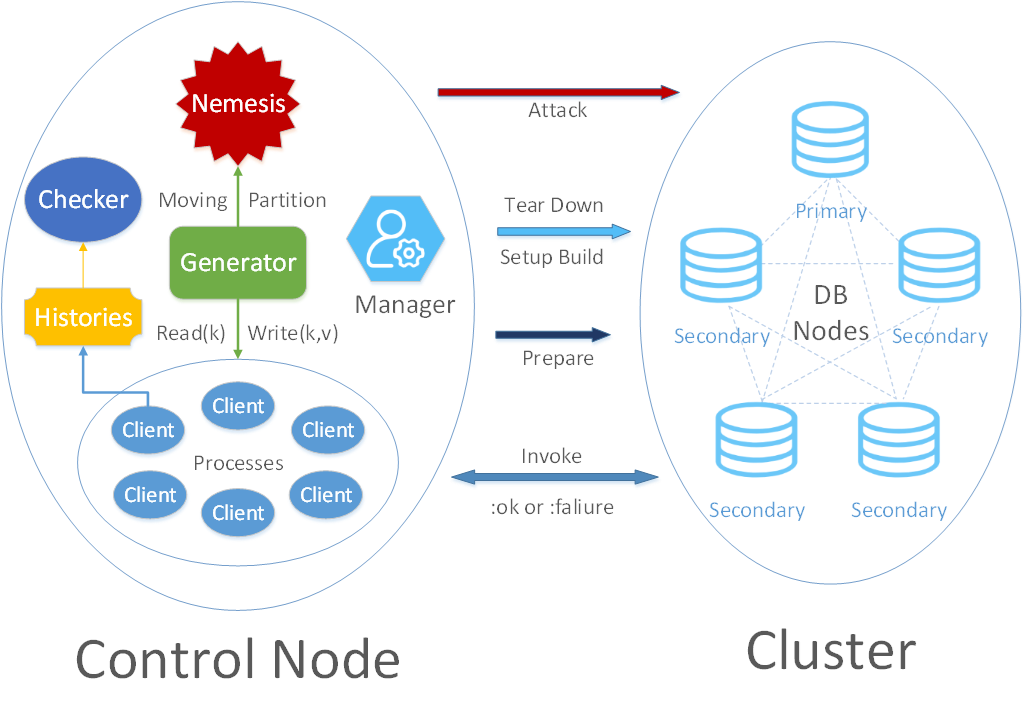 Nemesis
Attack
Checker
Moving
Partition
Tear Down
Primary
Generator
Setup Build
Manager
DB
Nodes
Histories
Read(k)
Write(k,v)
Secondary
Secondary
Prepare
Client
Client
Client
Processes
Invoke
Client
Client
Client
:ok or :faliure
Secondary
Secondary
Control Node
Cluster